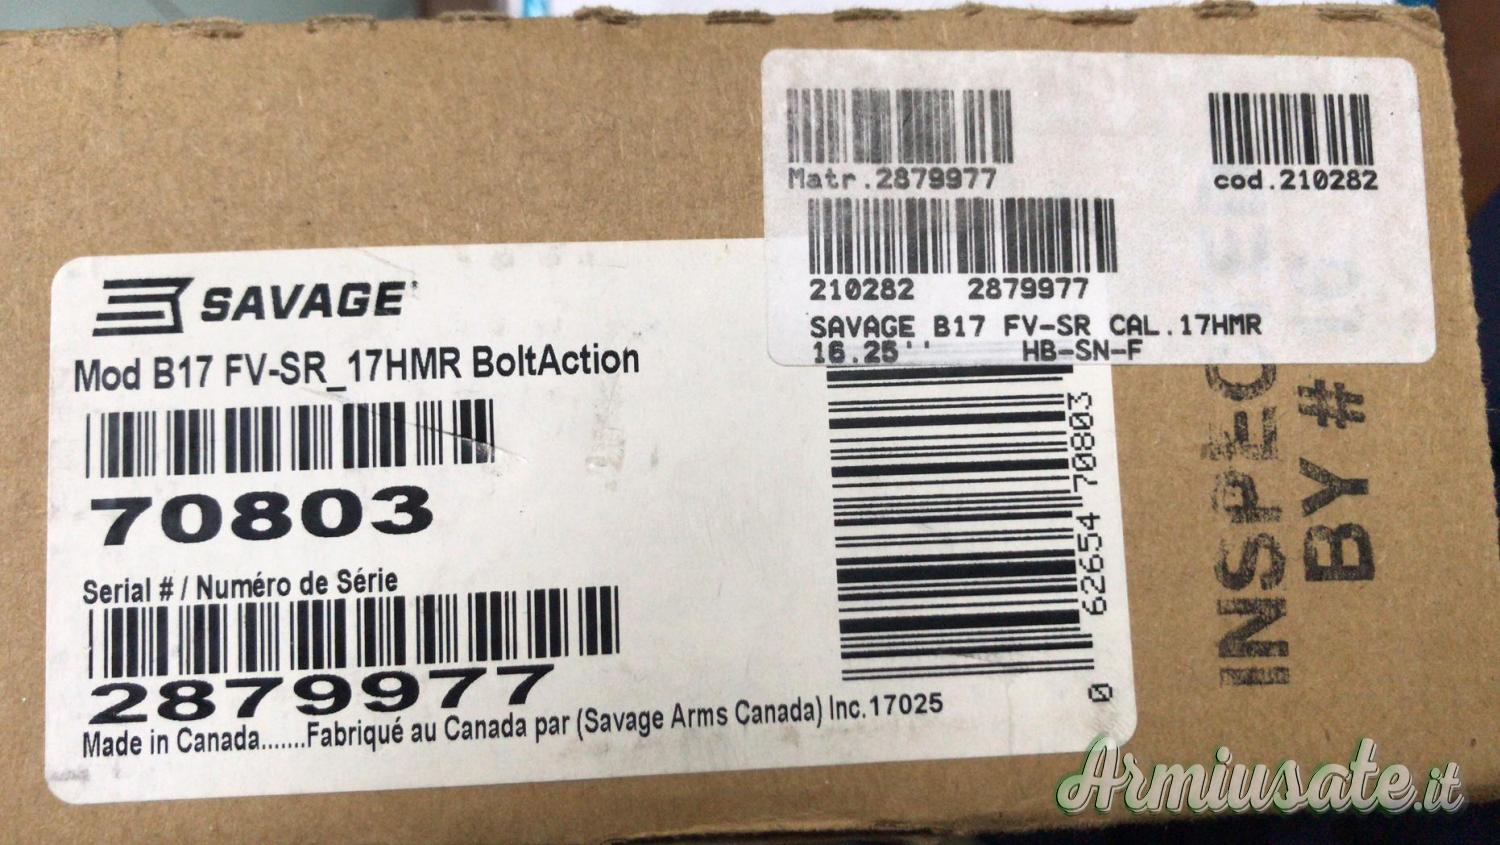 Matr.2879977
cod.210282
210282 2879977
SAVAGE B17 FV-SR CAL.17HMR
16.25'' HB-SN-F
SAVAGE
Mod B17 FV-SR_17HMR BoltAction
70803
Serial # / Numéro de Série
2879977
Made in Canada.......Fabriqué au Canada par (Savage Arms Canada) Inc.17025
0 62654 70803
INSPECTED
BY #
Armiusate.it